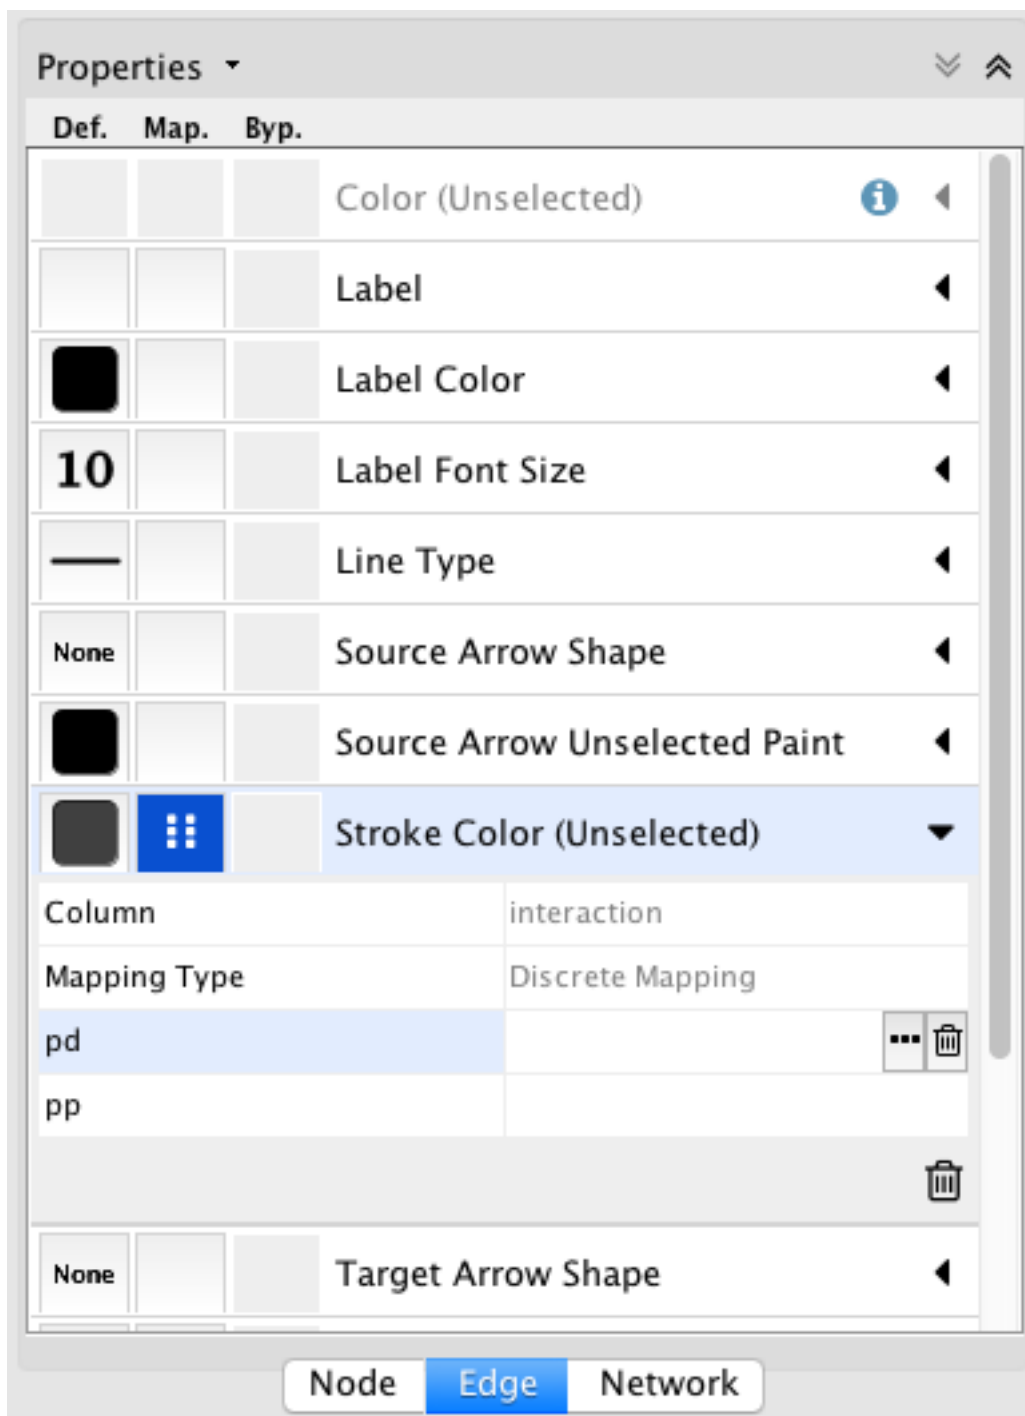 Properties
Def. Map. Byp.
Color (Unselected)
Label
Label Color
10 Label Font Size
Line Type
None Source Arrow Shape
Source Arrow Unselected Paint
Stroke Color (Unselected)
Column interaction
Mapping Type Discrete Mapping
pd
pp
None Target Arrow Shape
Node Edge Network